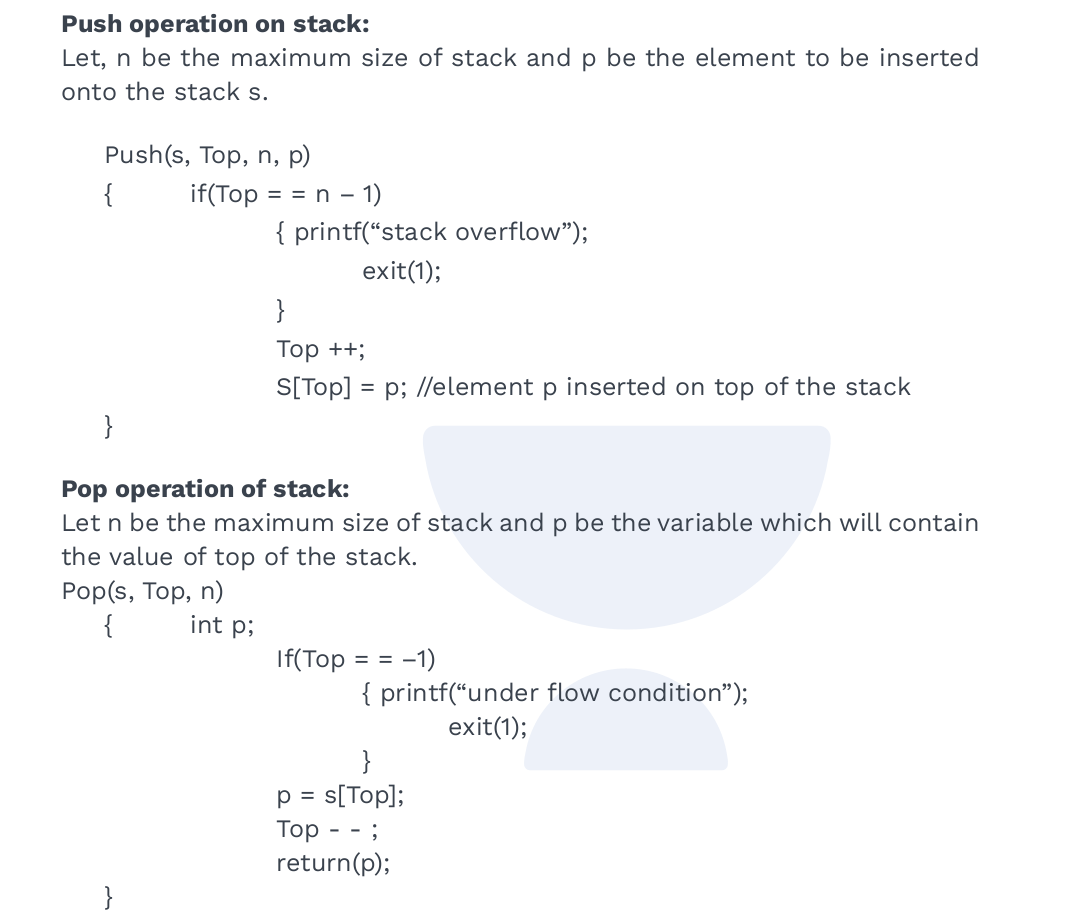 Push operation on stack:
Let, n be the maximum size of stack and p be the element to be inserted
onto the stack s.
Push(s, Top, n, p)
{ if(Top = = n – 1)
{ printf(“stack overflow”);
exit(1);
}
Top ++;
S[Top] = p; //element p inserted on top of the stack
}
Pop operation of stack:
Let n be the maximum size of stack and p be the variable which will contain
the value of top of the stack.
Pop(s, Top, n)
{ int p;
If(Top = = –1)
{ printf(“under flow condition”);
exit(1);
}
p = s[Top];
Top - - ;
return(p);
}